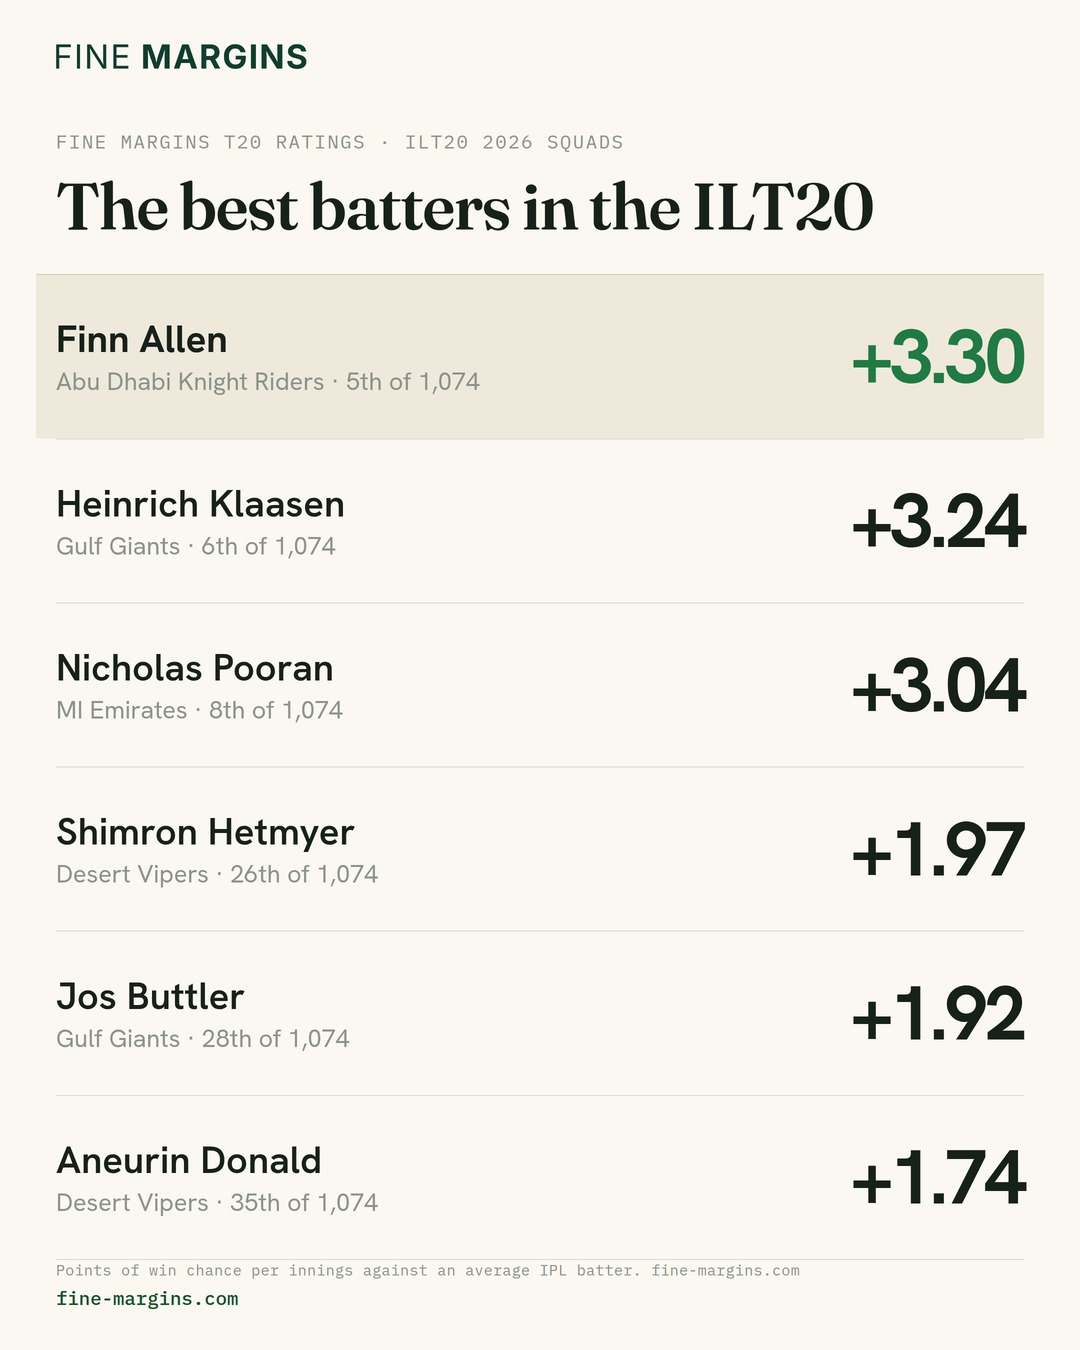 FINE MARGINS
FINE MARGINS T20 RATINGS · ILT20 2026 SQUADS
The best batters in the ILT20
Finn Allen
+3.30
Abu Dhabi Knight Riders · 5th of 1,074
Heinrich Klaasen
+3.24
Gulf Giants · 6th of 1,074
Nicholas Pooran
+3.04
MI Emirates · 8th of 1,074
Shimron Hetmyer
+1.97
Desert Vipers · 26th of 1,074
Jos Buttler
+1.92
Gulf Giants · 28th of 1,074
Aneurin Donald
+1.74
Desert Vipers · 35th of 1,074
Points of win chance per innings against an average IPL batter. fine-margins.com
fine-margins.com